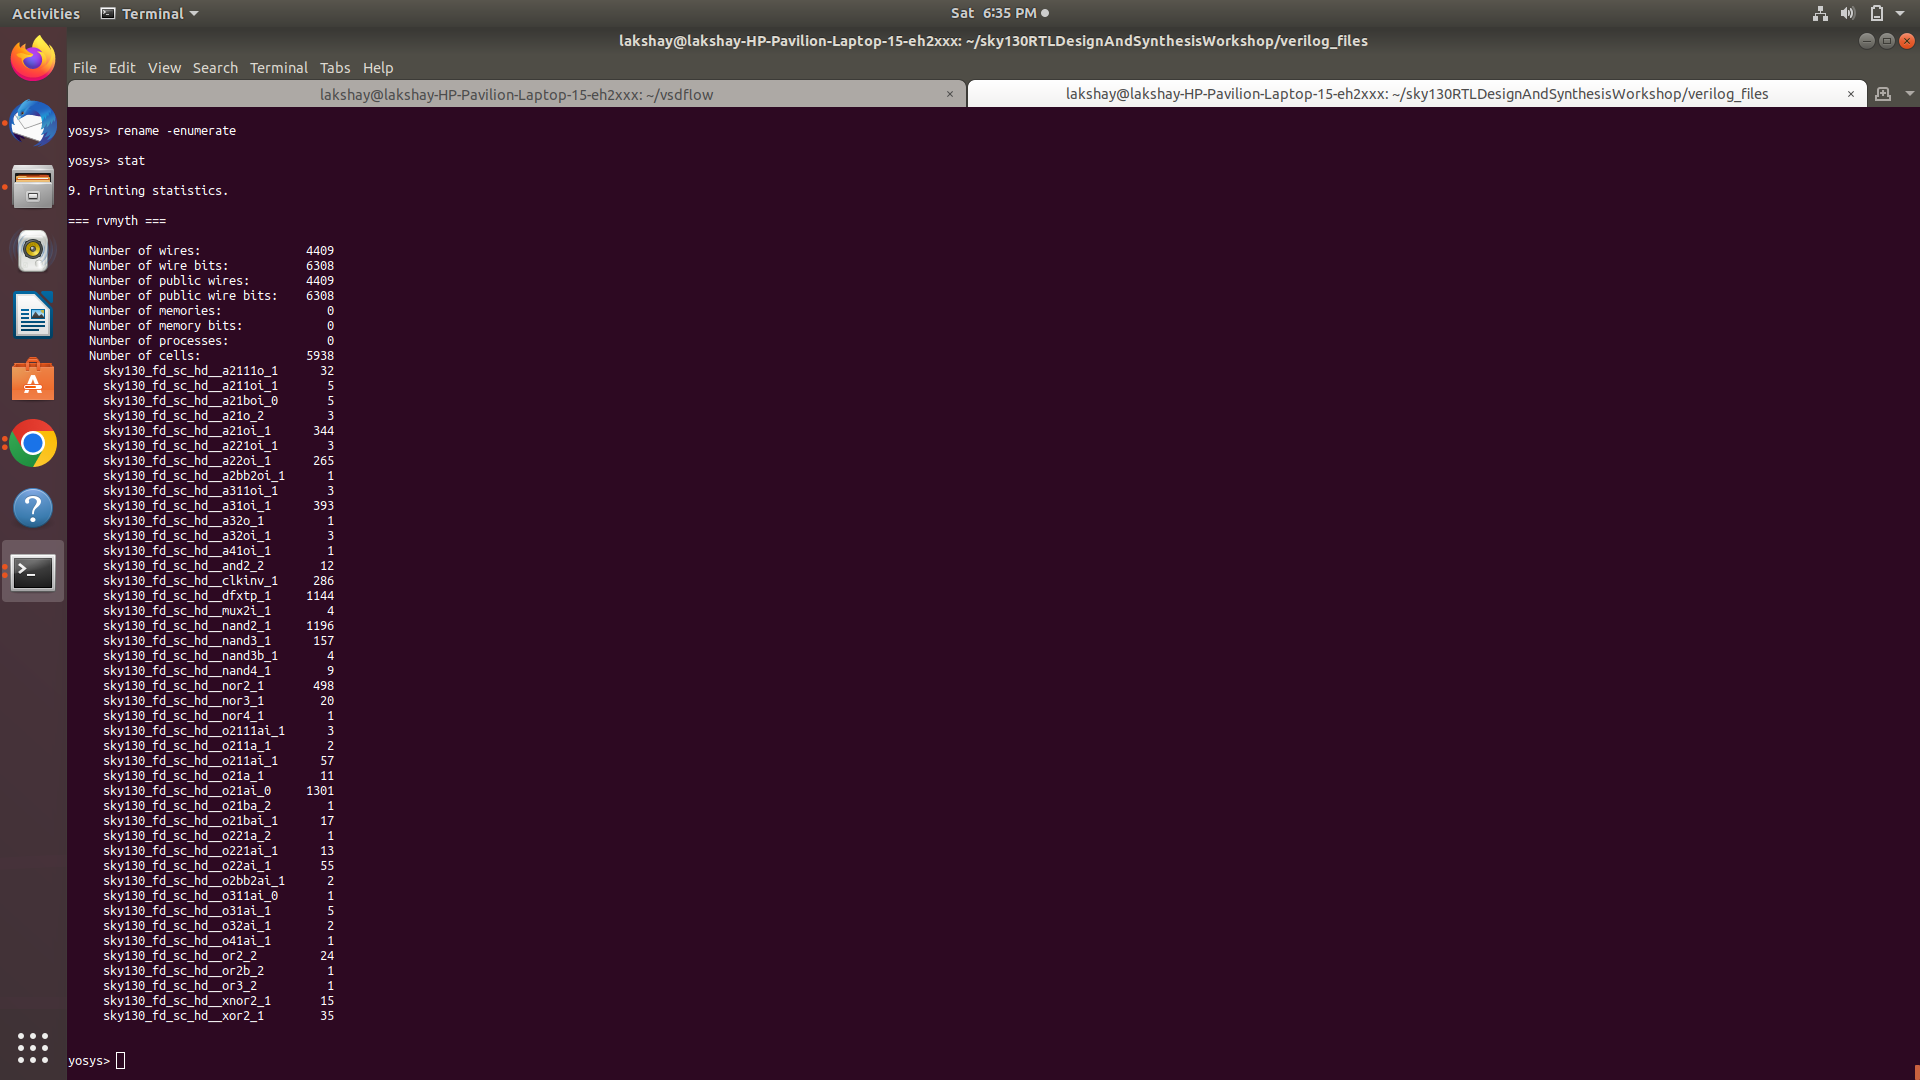 Activities Terminal Sat 6:35 PM
lakshay@lakshay-HP-Pavilion-Laptop-15-eh2xxx: ~/sky130RTLDesignAndSynthesisWorkshop/verilog_files
File Edit View Search Terminal Tabs Help
lakshay@lakshay-HP-Pavilion-Laptop-15-eh2xxx: ~/vsdflow × lakshay@lakshay-HP-Pavilion-Laptop-15-eh2xxx: ~/sky130RTLDesignAndSynthesisWorkshop/verilog_files ×
yosys> rename -enumerate
yosys> stat
9. Printing statistics.
=== rvmyth ===
Number of wires: 4409
Number of wire bits: 6308
Number of public wires: 4409
Number of public wire bits: 6308
Number of memories: 0
Number of memory bits: 0
Number of processes: 0
Number of cells: 5938
sky130_fd_sc_hd__a2111o_1 32
sky130_fd_sc_hd__a211oi_1 5
sky130_fd_sc_hd__a21boi_0 5
sky130_fd_sc_hd__a21o_2 3
sky130_fd_sc_hd__a21oi_1 344
sky130_fd_sc_hd__a221oi_1 3
sky130_fd_sc_hd__a22oi_1 265
sky130_fd_sc_hd__a2bb2oi_1 1
sky130_fd_sc_hd__a311oi_1 3
sky130_fd_sc_hd__a31oi_1 393
sky130_fd_sc_hd__a32o_1 1
sky130_fd_sc_hd__a32oi_1 3
sky130_fd_sc_hd__a41oi_1 1
sky130_fd_sc_hd__and2_2 12
sky130_fd_sc_hd__clkinv_1 286
sky130_fd_sc_hd__dfxtp_1 1144
sky130_fd_sc_hd__mux2i_1 4
sky130_fd_sc_hd__nand2_1 1196
sky130_fd_sc_hd__nand3_1 157
sky130_fd_sc_hd__nand3b_1 4
sky130_fd_sc_hd__nand4_1 9
sky130_fd_sc_hd__nor2_1 498
sky130_fd_sc_hd__nor3_1 20
sky130_fd_sc_hd__nor4_1 1
sky130_fd_sc_hd__o2111ai_1 3
sky130_fd_sc_hd__o211a_1 2
sky130_fd_sc_hd__o211ai_1 57
sky130_fd_sc_hd__o21a_1 11
sky130_fd_sc_hd__o21ai_0 1301
sky130_fd_sc_hd__o21ba_2 1
sky130_fd_sc_hd__o21bai_1 17
sky130_fd_sc_hd__o221a_2 1
sky130_fd_sc_hd__o221ai_1 13
sky130_fd_sc_hd__o22ai_1 55
sky130_fd_sc_hd__o2bb2ai_1 2
sky130_fd_sc_hd__o311ai_0 1
sky130_fd_sc_hd__o31ai_1 5
sky130_fd_sc_hd__o32ai_1 2
sky130_fd_sc_hd__o41ai_1 1
sky130_fd_sc_hd__or2_2 24
sky130_fd_sc_hd__or2b_2 1
sky130_fd_sc_hd__or3_2 1
sky130_fd_sc_hd__xnor2_1 15
sky130_fd_sc_hd__xor2_1 35
yosys>